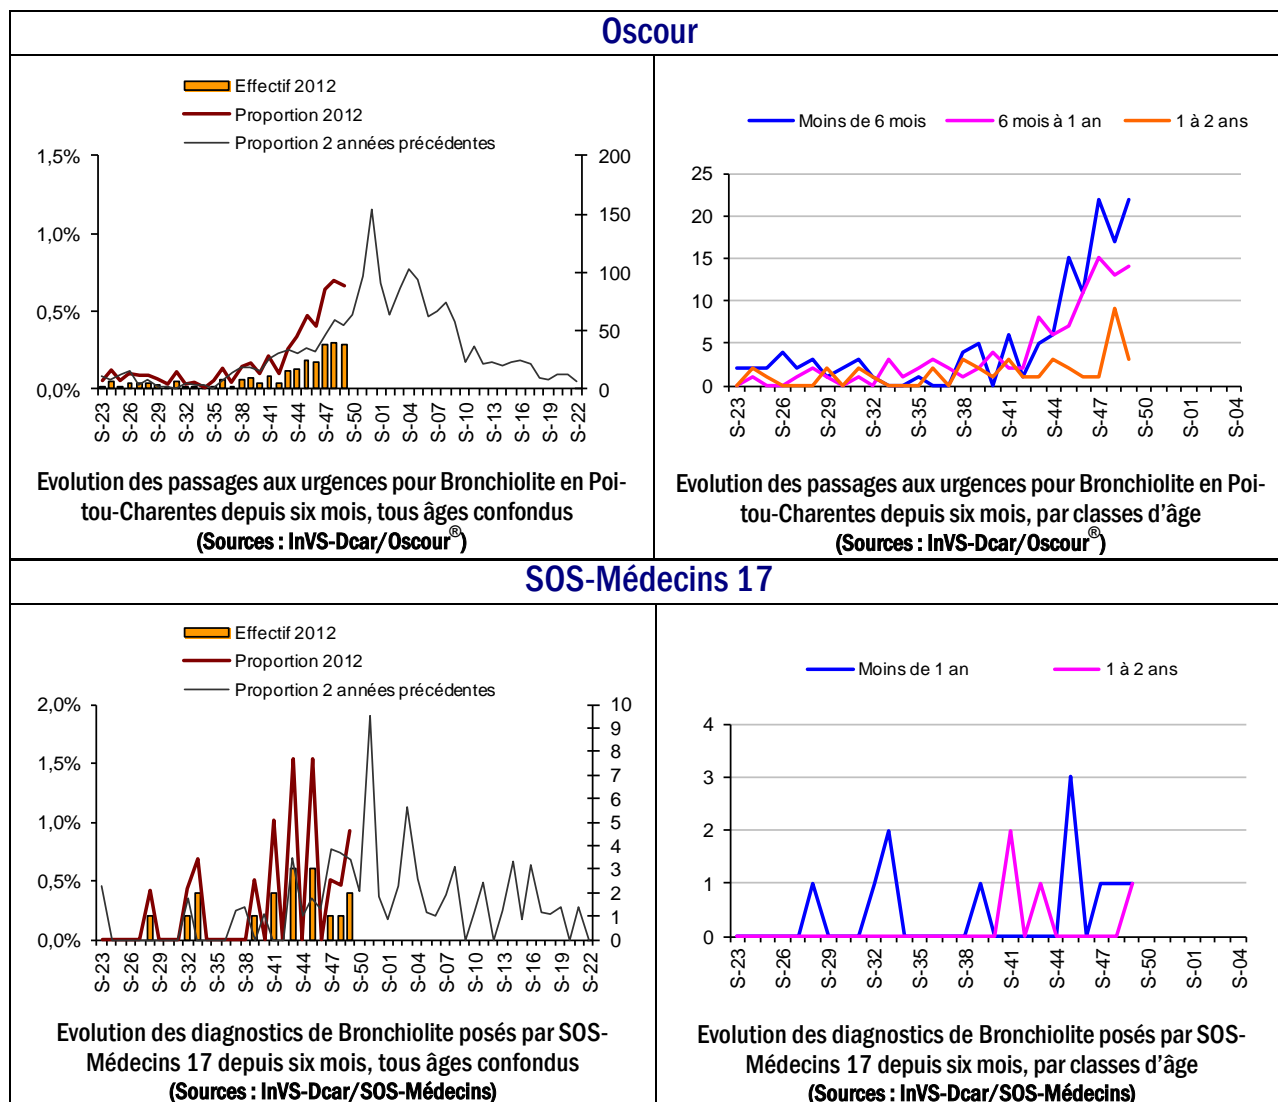 Oscour
Effectif 2012
Proportion 2012
Proportion 2 années précédentes
1,5%
1,0%
0,5%
0,0%
200
150
100
50
0
S-23
S-26
S-29
S-32
S-35
S-38
S-41
S-44
S-47
S-50
S-01
S-04
S-07
S-10
S-13
S-16
S-19
S-22
Evolution des passages aux urgences pour Bronchiolite en Poi-
tou-Charentes depuis six mois, tous âges confondus
(Sources : InVS-Dcar/Oscour®)
Moins de 6 mois
6 mois à 1 an
1 à 2 ans
25
20
15
10
5
0
S-23
S-26
S-29
S-32
S-35
S-38
S-41
S-44
S-47
S-50
S-01
S-04
Evolution des passages aux urgences pour Bronchiolite en Poi-
tou-Charentes depuis six mois, par classes d'âge
(Sources : InVS-Dcar/Oscour®)
SOS-Médecins 17
Effectif 2012
Proportion 2012
Proportion 2 années précédentes
2,0%
1,5%
1,0%
0,5%
0,0%
10
9
8
7
6
5
4
3
2
1
0
S-23
S-26
S-29
S-32
S-35
S-38
S-41
S-44
S-47
S-50
S-01
S-04
S-07
S-10
S-13
S-16
S-19
S-22
Evolution des diagnostics de Bronchiolite posés par SOS-
Médecins 17 depuis six mois, tous âges confondus
(Sources : InVS-Dcar/SOS-Médecins)
Moins de 1 an
1 à 2 ans
4
3
2
1
0
S-23
S-26
S-29
S-32
S-35
S-38
S-41
S-44
S-47
S-50
S-01
S-04
Evolution des diagnostics de Bronchiolite posés par SOS-
Médecins 17 depuis six mois, par classes d'âge
(Sources : InVS-Dcar/SOS-Médecins)